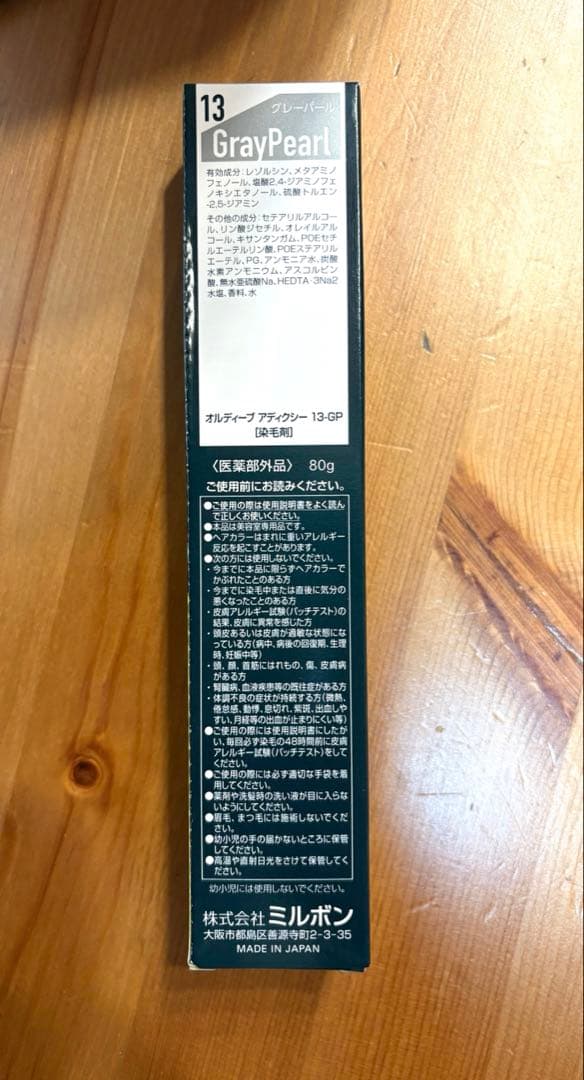 13
グレーパール
GrayPearl
有効成分:レゾルシン、メタアミノ
フェノール、塩酸2,4-ジアミノフェ
ノキシエタノール、硫酸トルエン
-2,5-ジアミン
その他の成分:セテアリルアルコー
ル、リン酸ジセチル、オレイルア
ルコール、キサンタンガム、POEセチ
ルエーテルリン酸、POEステアリル
エーテル、PG、アンモニア水、炭酸
水素アンモニウム、アスコルビン
酸、無水亜硫酸Na、HEDTA・3Na2
水塩、香料、水
オルディーブ アディクシー 13-GP
[染毛剤]
〈医薬部外品〉 80g
ご使用前にお読みください。
●ご使用の際は使用説明書をよく読ん
で正しくお使いください。
●本品は美容室専用品です。
●ヘアカラーはまれに重いアレルギー
反応を起こすことがあります。
●次の方には使用しないでください。
・今までに本品に限らずヘアカラーで
かぶれたことのある方
・今までに染毛中または直後に気分の
悪くなったことのある方
・皮膚アレルギー試験(パッチテスト)の
結果、皮膚に異常を感じた方
・頭皮あるいは皮膚が過敏な状態にな
っている方(病中、病後の回復期、生理
時、妊娠中等)
・頭、顔、首筋にはれもの、傷、皮膚病
がある方
・腎臓病、血液疾患等の既往症がある方
・体調不良の症状が持続する方(微熱、
倦怠感、動悸、息切れ、紫斑、出血しや
すい、月経等の出血が止まりにくい等)
●ご使用の際には使用説明書にしたが
い、毎回必ず染毛の48時間前に皮膚
アレルギー試験(パッチテスト)をして
ください。
●ご使用の際には必ず適切な手袋を着
用してください。
●薬剤や洗髪時の洗い液が目に入らな
いようにしてください。
●眉毛、まつ毛には施術しないでくだ
さい。
●幼小児の手の届かないところに保管
してください。
●高温や直射日光をさけて保管してく
ださい。
幼小児には使用しないでください。
株式会社 ミルボン
大阪市都島区善源寺町2-3-35
MADE IN JAPAN